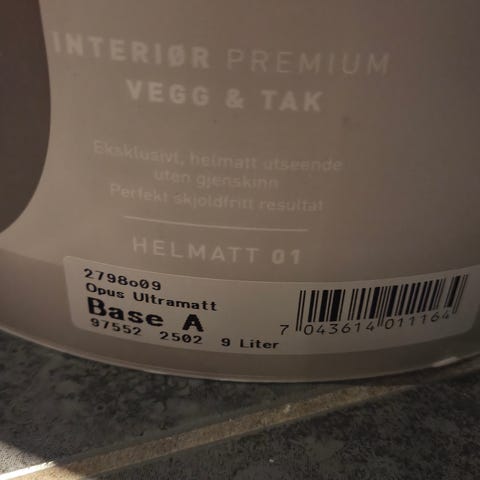 INTERIØR PREMIUM
VEGG & TAK
Eksklusivt, helmatt utseende
uten gjenskinn
Perfekt skjoldfritt resultat
HELMATT 01
2798o09
Opus Ultramatt
Base A
97552 2502 9 Liter
7 043614 011164